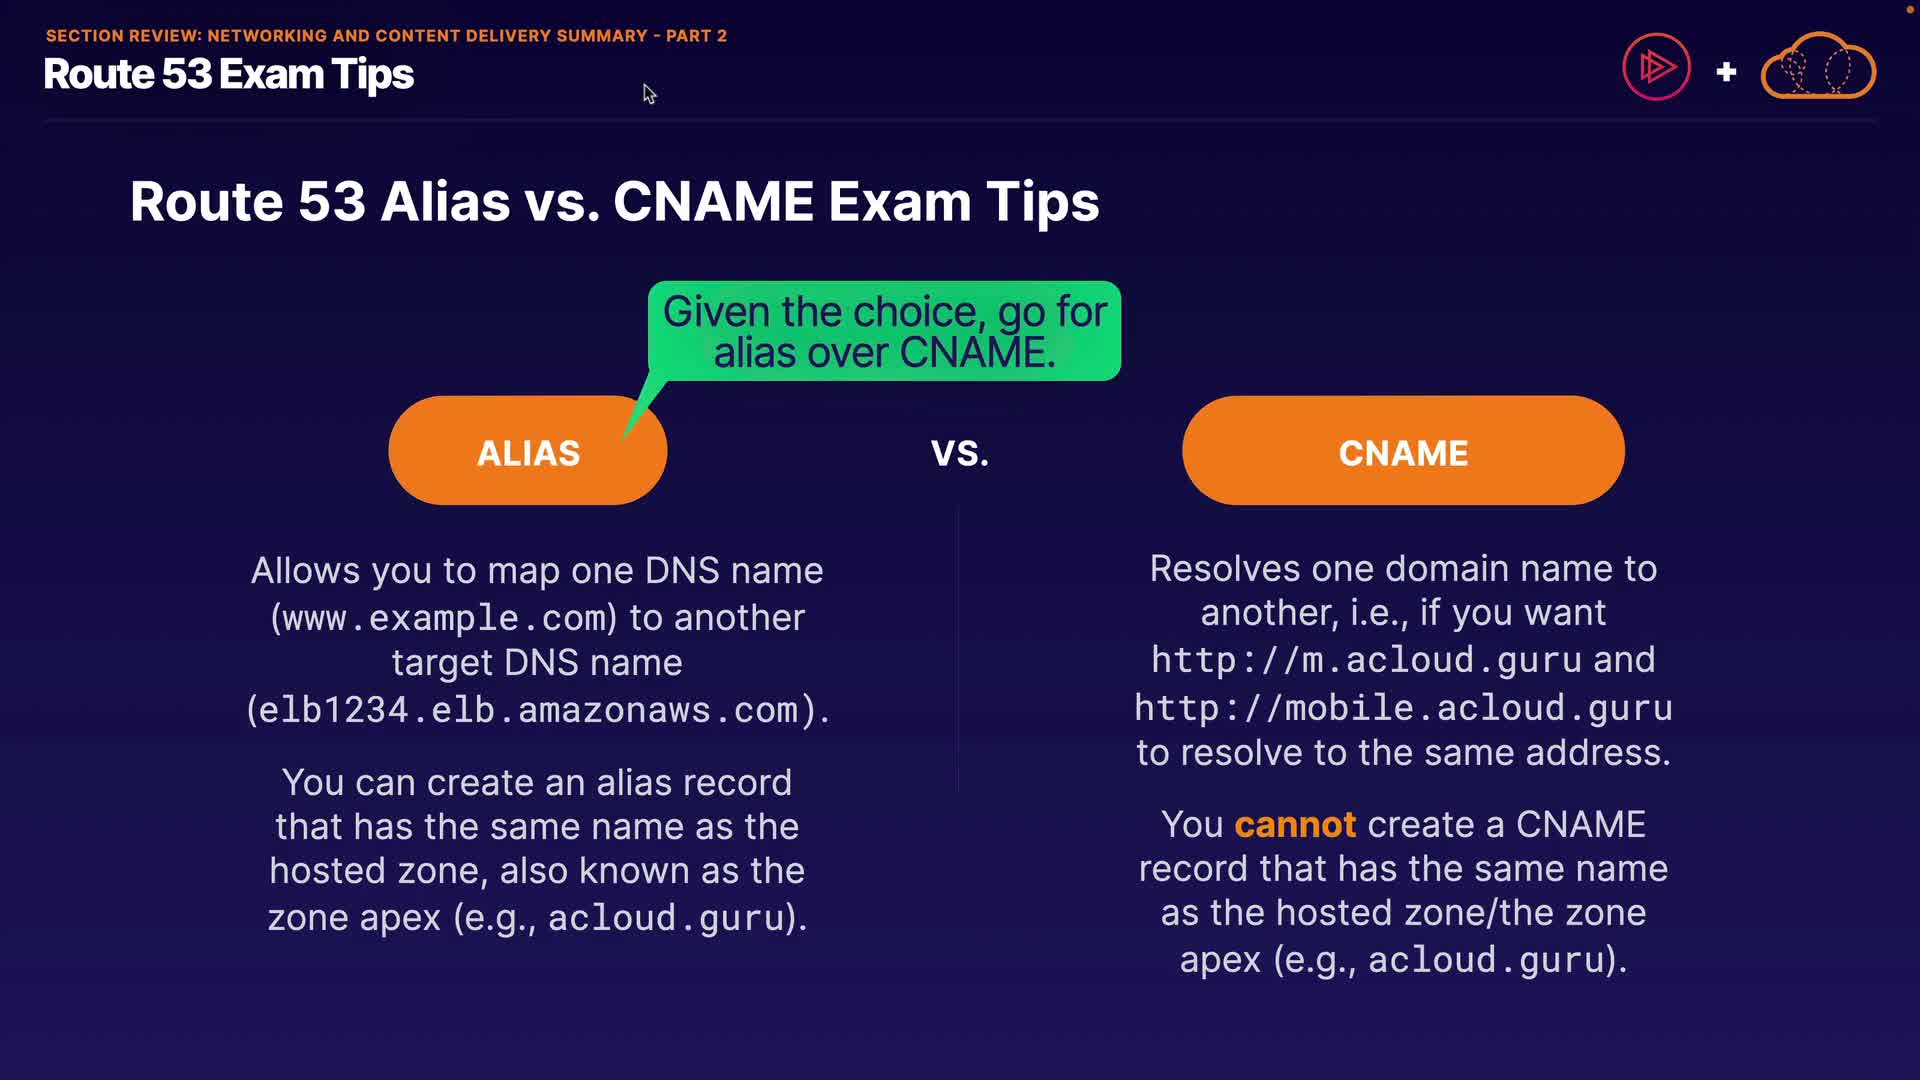 SECTION REVIEW: NETWORKING AND CONTENT DELIVERY SUMMARY - PART 2
Route 53 Exam Tips
+
Route 53 Alias vs. CNAME Exam Tips
Given the choice, go for
alias over CNAME.
ALIAS
VS.
CNAME
Allows you to map one DNS name
(www.example.com) to another
target DNS name
(elb1234.elb.amazonaws.com).
You can create an alias record
that has the same name as the
hosted zone, also known as the
zone apex (e.g., acloud.guru).
Resolves one domain name to
another, i.e., if you want
http://m.acloud.guru and
http://mobile.acloud.guru
to resolve to the same address.
You cannot create a CNAME
record that has the same name
as the hosted zone/the zone
apex (e.g., acloud.guru).